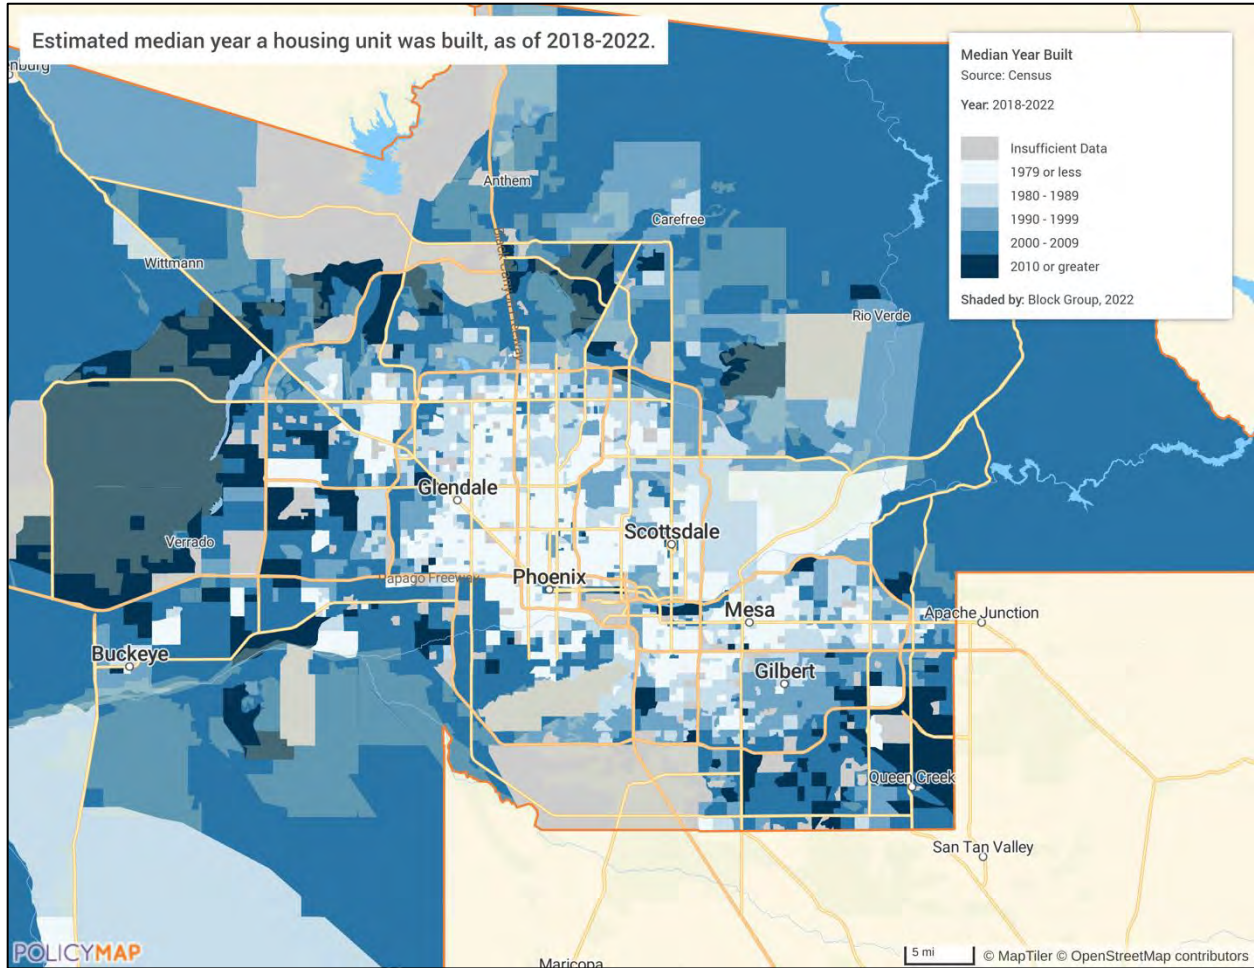 Estimated median year a housing unit was built, as of 2018-2022.
Median Year Built
Source: Census
Year: 2018-2022
Insufficient Data
1979 or less
1980 - 1989
1990 - 1999
2000 - 2009
2010 or greater
Shaded by: Block Group, 2022
enburg
Anthem
Carefree
Wittmann
Rio Verde
Glendale
Scottsdale
Verrado
Papago Freeway
Phoenix
Mesa
Apache Junction
Buckeye
Gilbert
Queen Creek
San Tan Valley
Maricopa
POLICYMAP
5 mi
© MapTiler © OpenStreetMap contributors